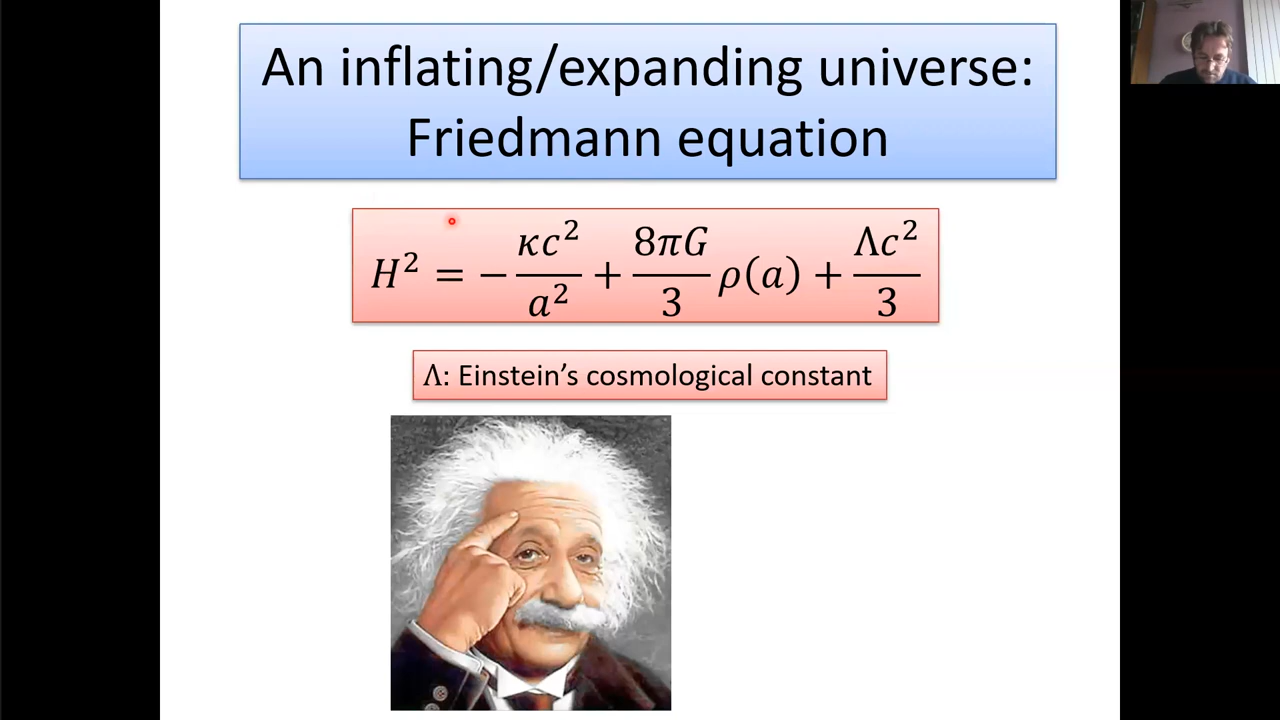 An inflating/expanding universe:
Friedmann equation
H² = −κc²/a² + 8πG/3 ρ(a) + Λc²/3
Λ: Einstein’s cosmological constant